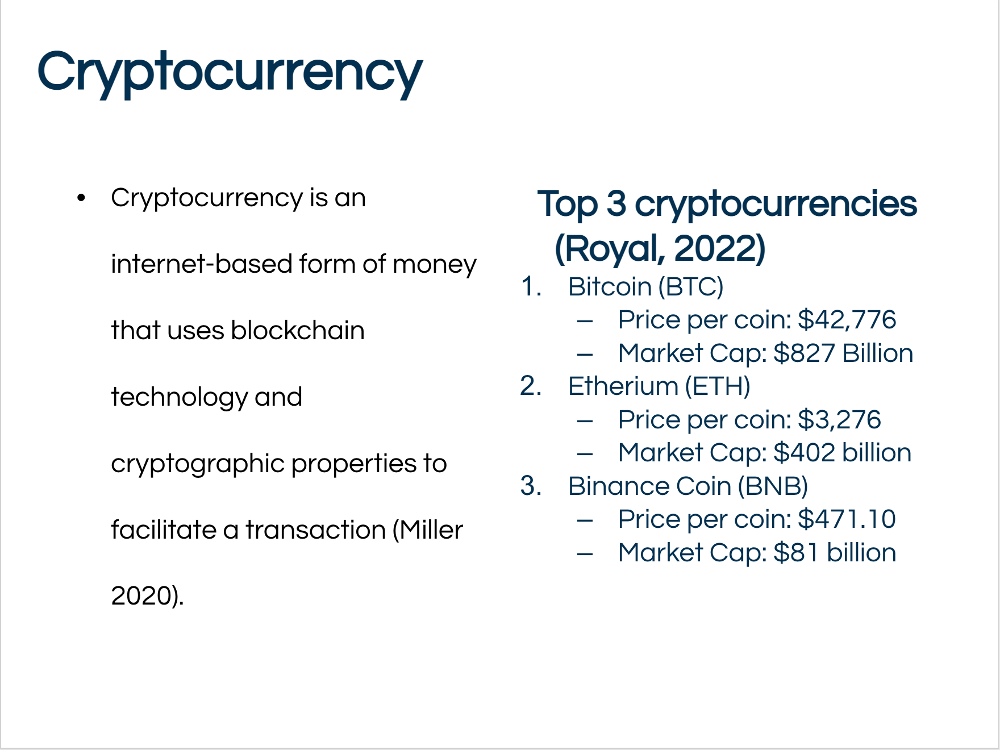 Cryptocurrency
• Cryptocurrency is an
internet-based form of money
that uses blockchain
technology and
cryptographic properties to
facilitate a transaction (Miller
2020).
Top 3 cryptocurrencies
(Royal, 2022)
1. Bitcoin (BTC)
– Price per coin: $42,776
– Market Cap: $827 Billion
2. Etherium (ETH)
– Price per coin: $3,276
– Market Cap: $402 billion
3. Binance Coin (BNB)
– Price per coin: $471.10
– Market Cap: $81 billion